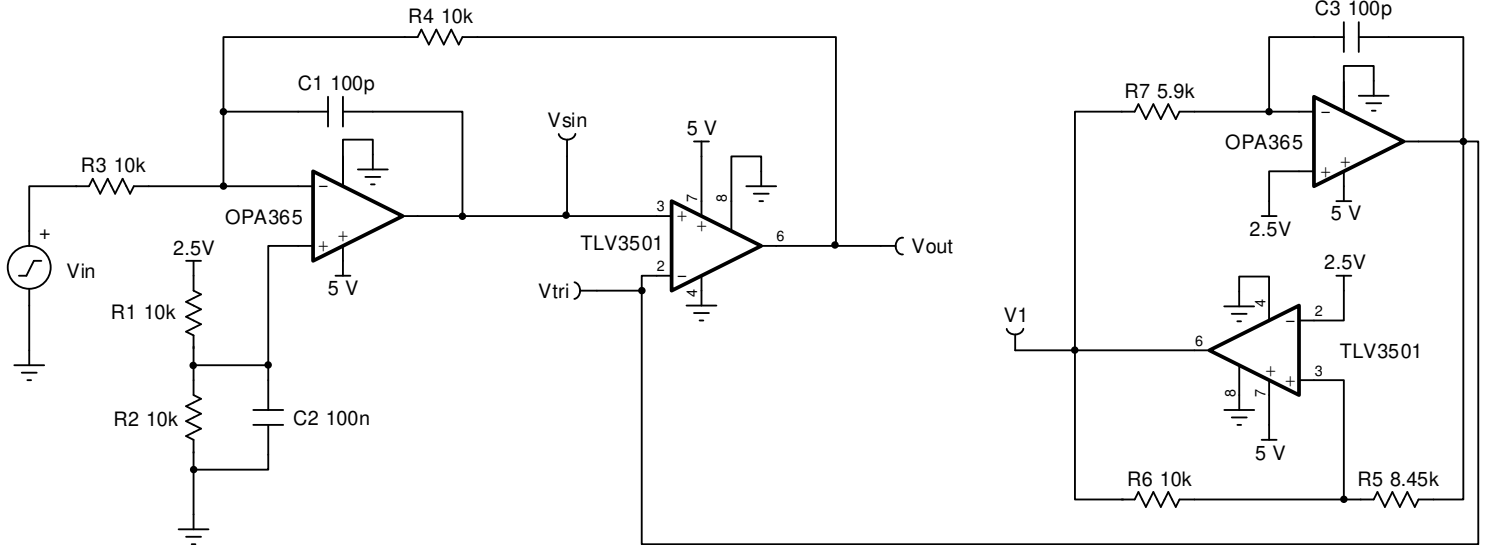 R4 10k
C3 100p
C1 100p
R7 5.9k
Vsin
5 V
R3 10k
−
OPA365
+
+
2.5V
5 V
−
OPA365
+
+
5 V
+
Vin
2.5V
R1 10k
R2 10k
C2 100n
3
+
7
+
8
TLV3501
2
−
4
6
Vout
Vtri
V1
6
4
−
2
2.5V
TLV3501
8
7
+
+
3
5 V
R6 10k
R5 8.45k